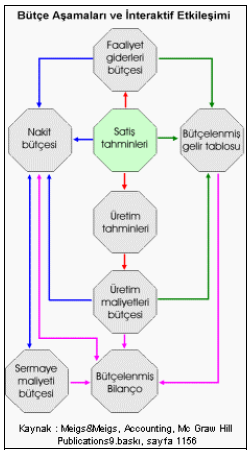 Bütçe Aşamaları ve İnteraktif Etkileşimi
Faaliyet
giderleri
bütçesi
Nakit
bütçesi
Satış
tahminleri
Bütçelenmiş
gelir tablosu
Üretim
tahminleri
Üretim
maliyetleri
bütçesi
Sermaye
maliyeti
bütçesi
Bütçelenmiş
Bilanço
Kaynak : Meigs&Meigs, Accounting, Mc Graw Hill
Publications9.baskı, sayfa 1156